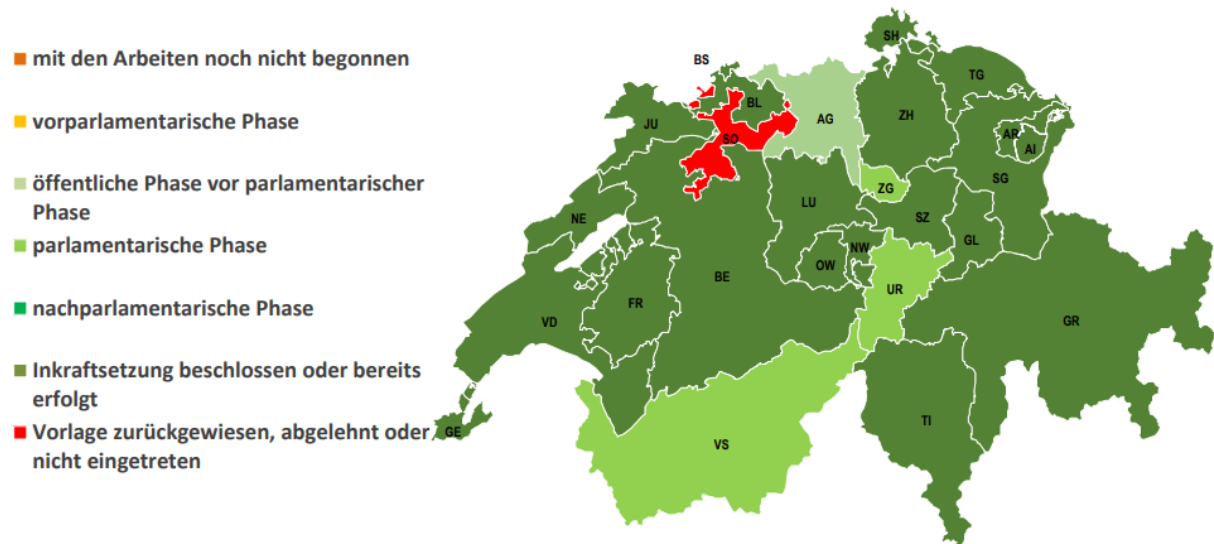 mit den Arbeiten noch nicht begonnen
vorparlamentarische Phase
öffentliche Phase vor parlamentarischer
Phase
parlamentarische Phase
nachparlamentarische Phase
Inkraftsetzung beschlossen oder bereits
erfolgt
Vorlage zurückgewiesen, abgelehnt oder
nicht eingetreten
SH
BS
TG
BL
JU
AG
ZH
SO
AR
AI
SG
ZG
LU
NE
SZ
GL
NW
OW
BE
UR
FR
VD
GR
TI
GE
VS